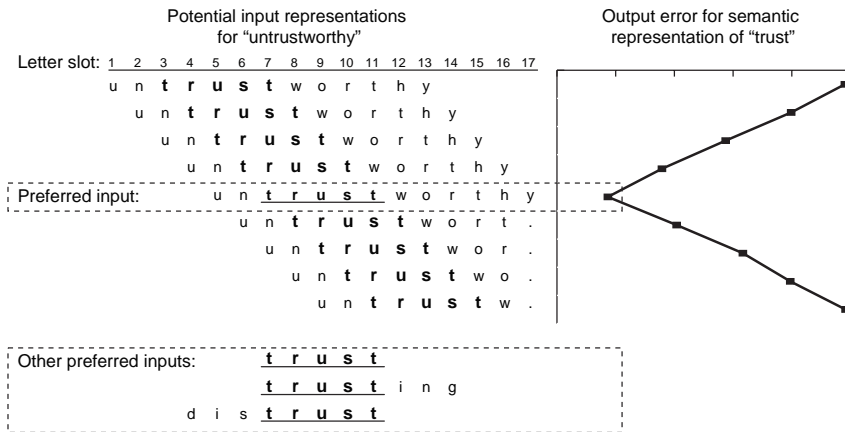 Potential input representations
for “untrustworthy”
Output error for semantic
representation of “trust”
Letter slot: 1 2 3 4 5 6 7 8 9 10 11 12 13 14 15 16 17
u n t r u s t w o r t h y
u n t r u s t w o r t h y
u n t r u s t w o r t h y
u n t r u s t w o r t h y
Preferred input: u n t r u s t w o r t h y
u n t r u s t w o r t .
u n t r u s t w o r .
u n t r u s t w o .
u n t r u s t w .
Other preferred inputs: t r u s t
t r u s t i n g
d i s t r u s t